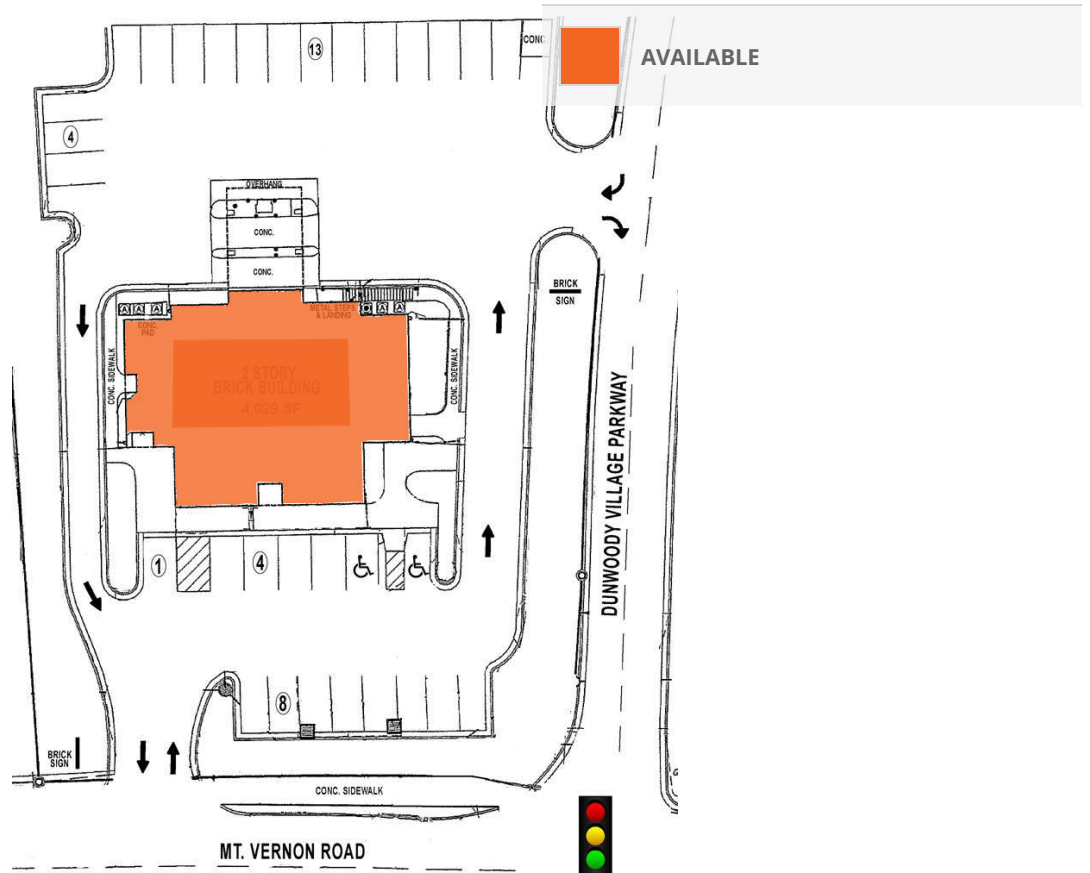 CONC.
AVAILABLE
13
4
OVERHANG
CONC.
CONC.
BRICK
SIGN
METAL STEPS
& LANDING
CONC.
PAD
CONC. SIDEWALK
CONC. SIDEWALK
2 STORY
BRICK BUILDING
4,029 SF
DUNWOODY VILLAGE PARKWAY
1
4
8
BRICK
SIGN
CONC. SIDEWALK
MT. VERNON ROAD